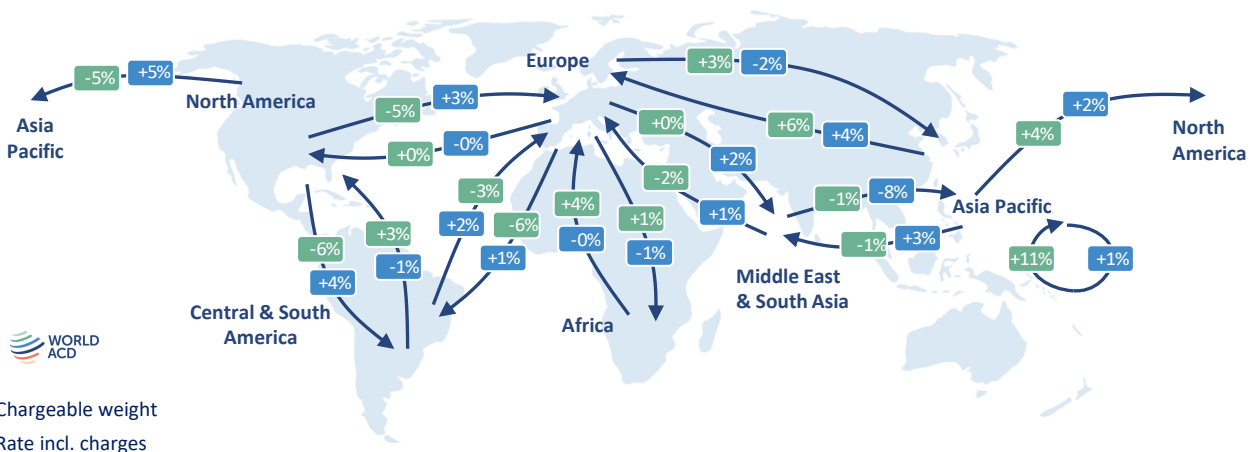 Europe
+3%
-2%
-5%
+5%
North America
Asia
Pacific
-5%
+3%
+0%
-0%
+0%
+2%
+6%
+4%
+4%
+2%
North
America
-2%
+1%
-1%
-8%
Asia Pacific
-1%
+3%
+11%
+1%
Middle East
& South Asia
-3%
+2%
-6%
+1%
+4%
-0%
+1%
-1%
Africa
-6%
+4%
+3%
-1%
Central & South
America
WORLD
ACD
Chargeable weight
Rate incl. charges